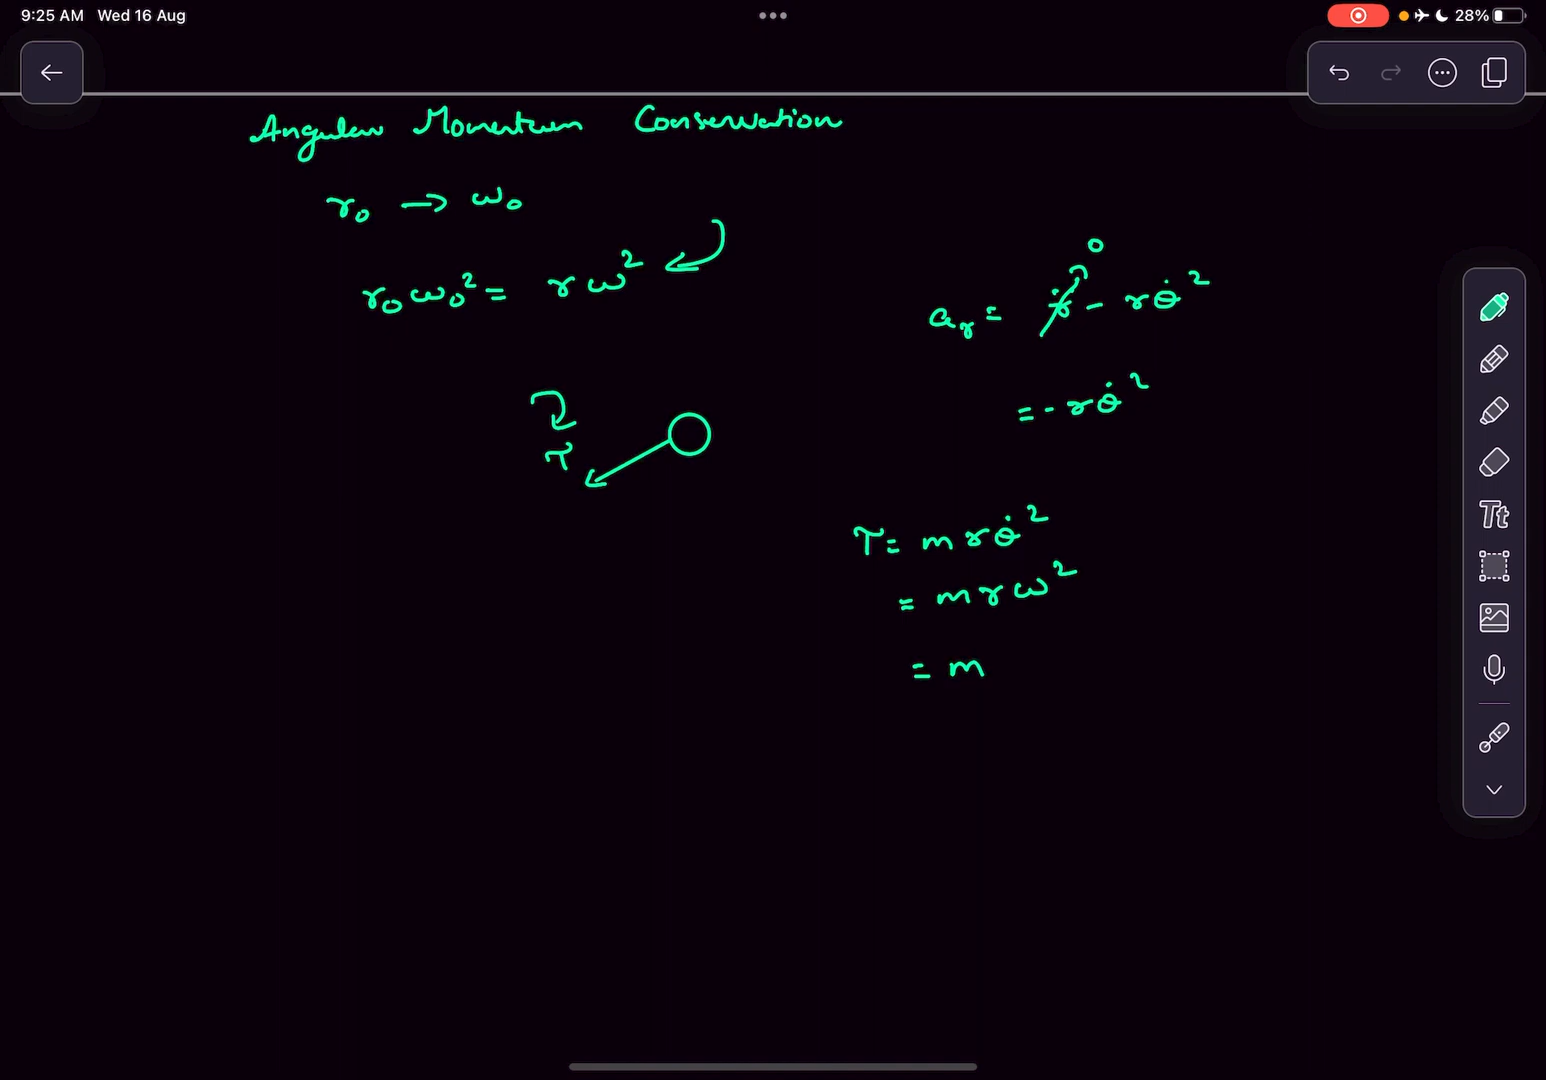 9:25 AM Wed 16 Aug
28%
Angular Momentum Conservation
r₀ → ω₀
r₀ω₀² = rω²
0
aᵣ = r̈ - rθ̇²
= - rθ̇²
T
T = mrθ̇²
= mrω²
= m
Tt